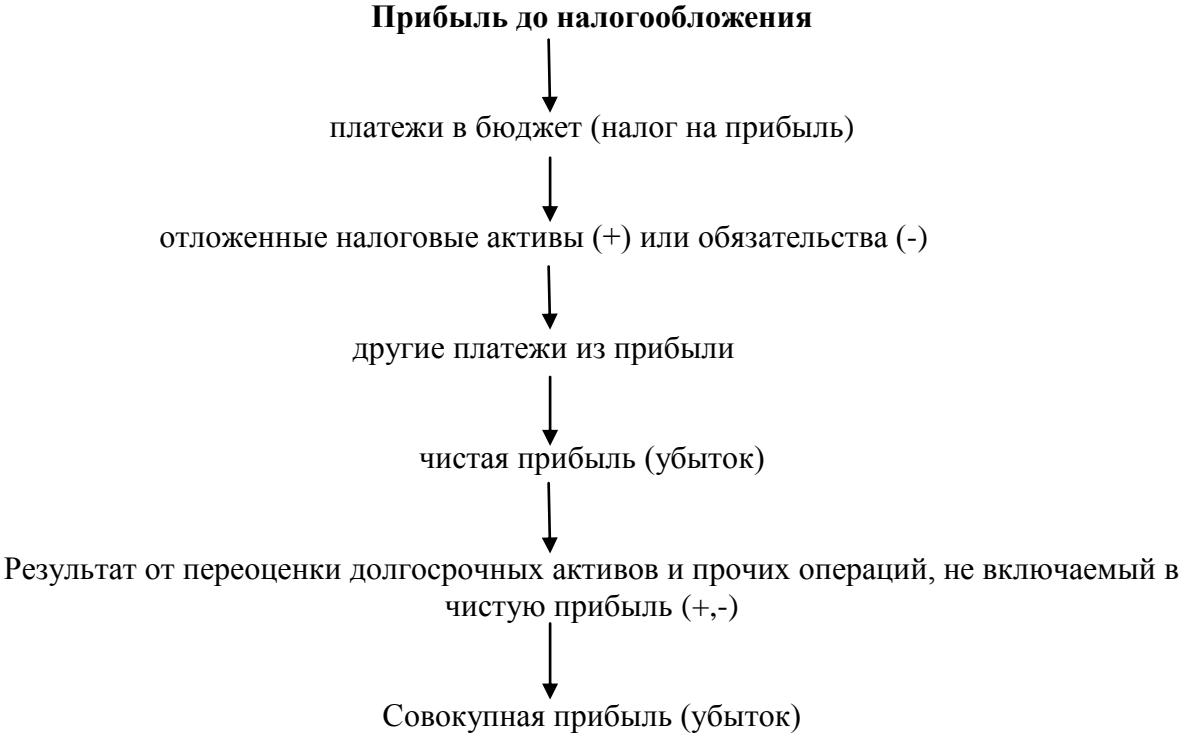 Прибыль до налогообложения
платежи в бюджет (налог на прибыль)
отложенные налоговые активы (+) или обязательства (-)
другие платежи из прибыли
чистая прибыль (убыток)
Результат от переоценки долгосрочных активов и прочих операций, не включаемый в
чистую прибыль (+,-)
Совокупная прибыль (убыток)